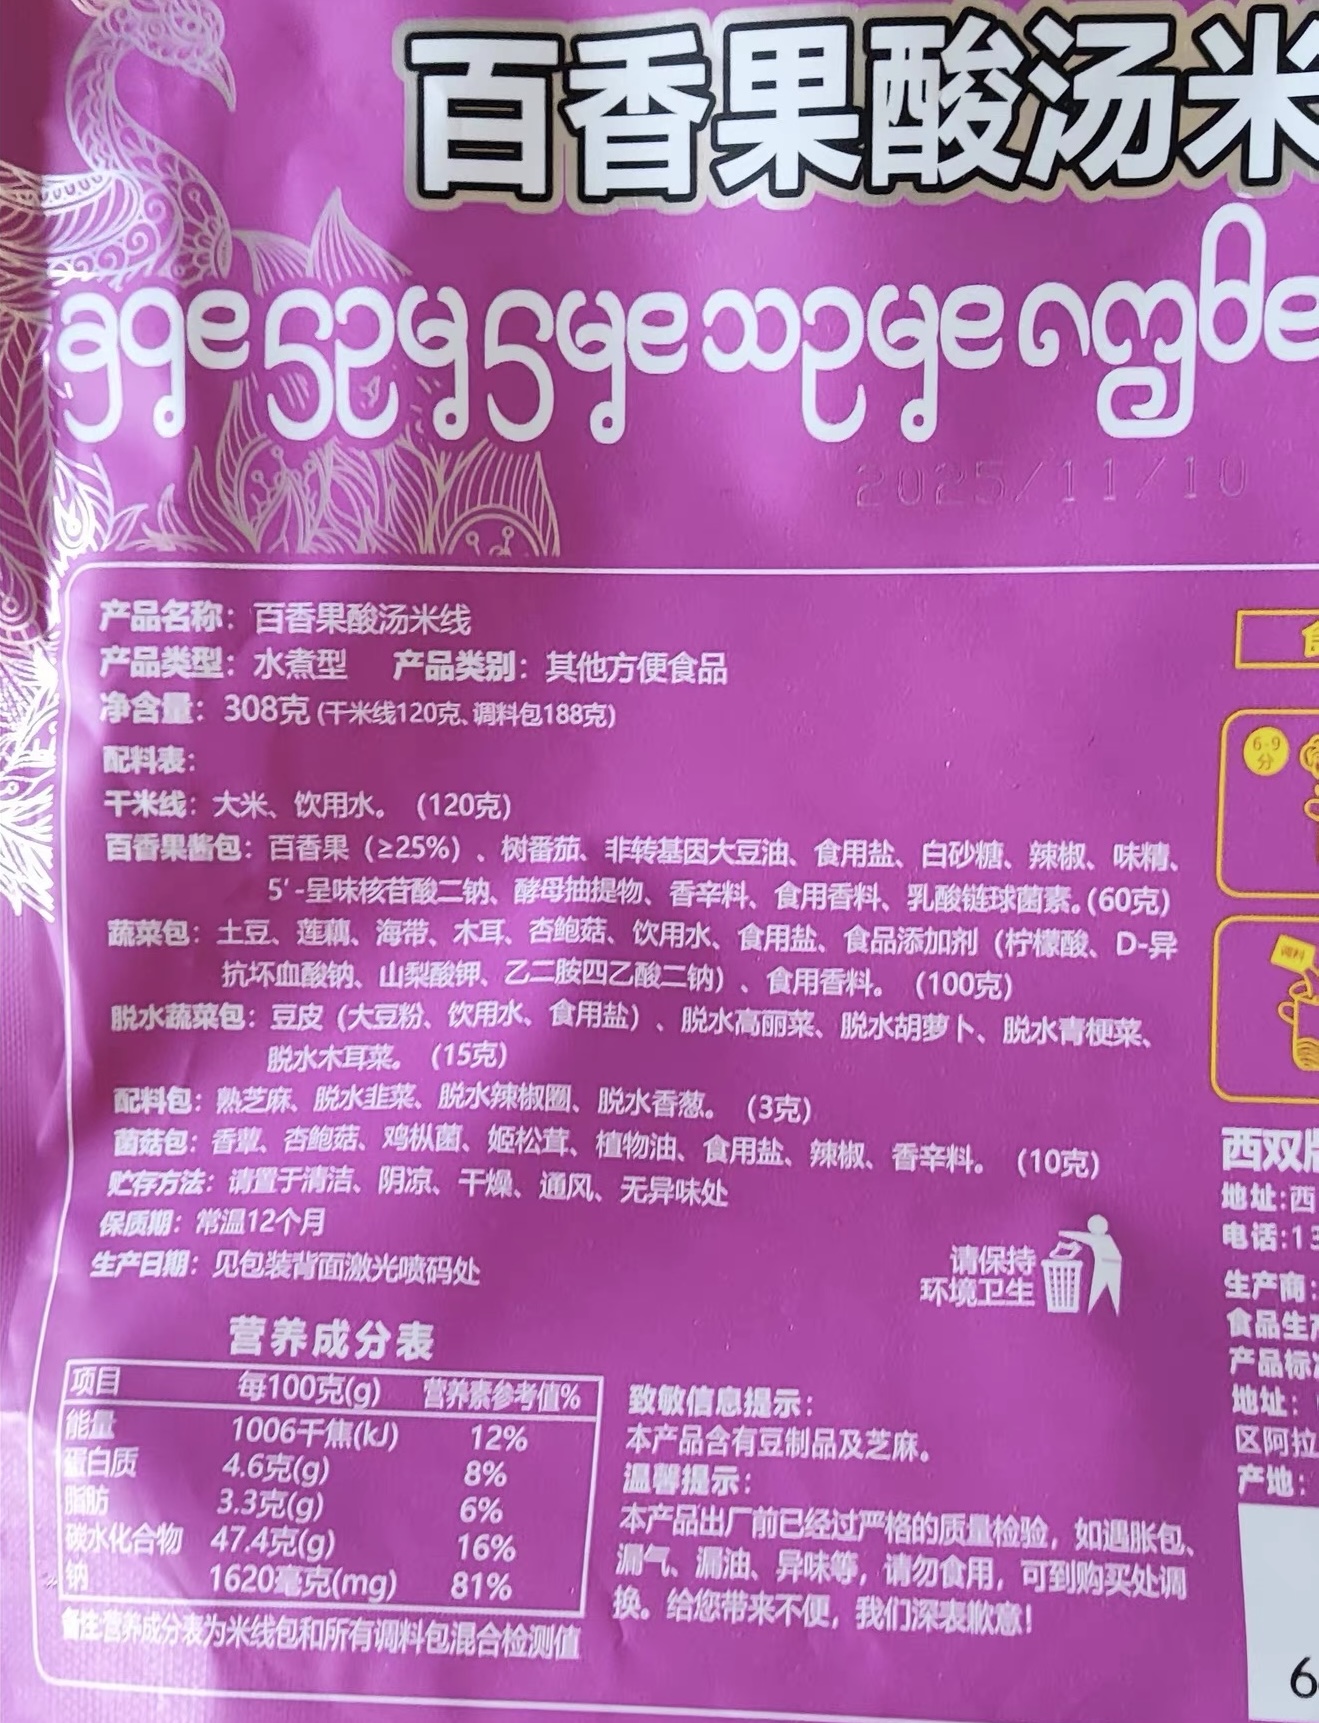 百香果酸汤米
2025/11/10
产品名称：百香果酸汤米线
产品类型：水煮型 产品类别：其他方便食品
净含量：308克(干米线120克、调料包188克)
配料表：
干米线：大米、饮用水。（120克）
百香果酱包：百香果（≥25%）、树番茄、非转基因大豆油、食用盐、白砂糖、辣椒、味精、
5'-呈味核苷酸二钠、酵母抽提物、香辛料、食用香料、乳酸链球菌素。(60克)
蔬菜包：土豆、莲藕、海带、木耳、杏鲍菇、饮用水、食用盐、食品添加剂（柠檬酸、D-异
抗坏血酸钠、山梨酸钾、乙二胺四乙酸二钠）、食用香料。（100克）
脱水蔬菜包：豆皮（大豆粉、饮用水、食用盐）、脱水高丽菜、脱水胡萝卜、脱水青梗菜、
脱水木耳菜。（15克）
配料包：熟芝麻、脱水韭菜、脱水辣椒圈、脱水香葱。（3克）
菌菇包：香蕈、杏鲍菇、鸡枞菌、姬松茸、植物油、食用盐、辣椒、香辛料。（10克）
贮存方法：请置于清洁、阴凉、干燥、通风、无异味处
保质期：常温12个月
生产日期：见包装背面激光喷码处
请保持
环境卫生
营养成分表
项目 每100克(g) 营养素参考值%
能量 1006千焦(kJ) 12%
蛋白质 4.6克(g) 8%
脂肪 3.3克(g) 6%
碳水化合物 47.4克(g) 16%
钠 1620毫克(mg) 81%
备注:营养成分表为米线包和所有调料包混合检测值
致敏信息提示：
本产品含有豆制品及芝麻。
温馨提示：
本产品出厂前已经过严格的质量检验，如遇胀包、
漏气、漏油、异味等，请勿食用，可到购买处调
换。给您带来不便，我们深表歉意！
6-9
分
调料
西双版
地址:西
电话:13
生产商：
食品生产
产品标准
地址：
区阿拉
产地：
6